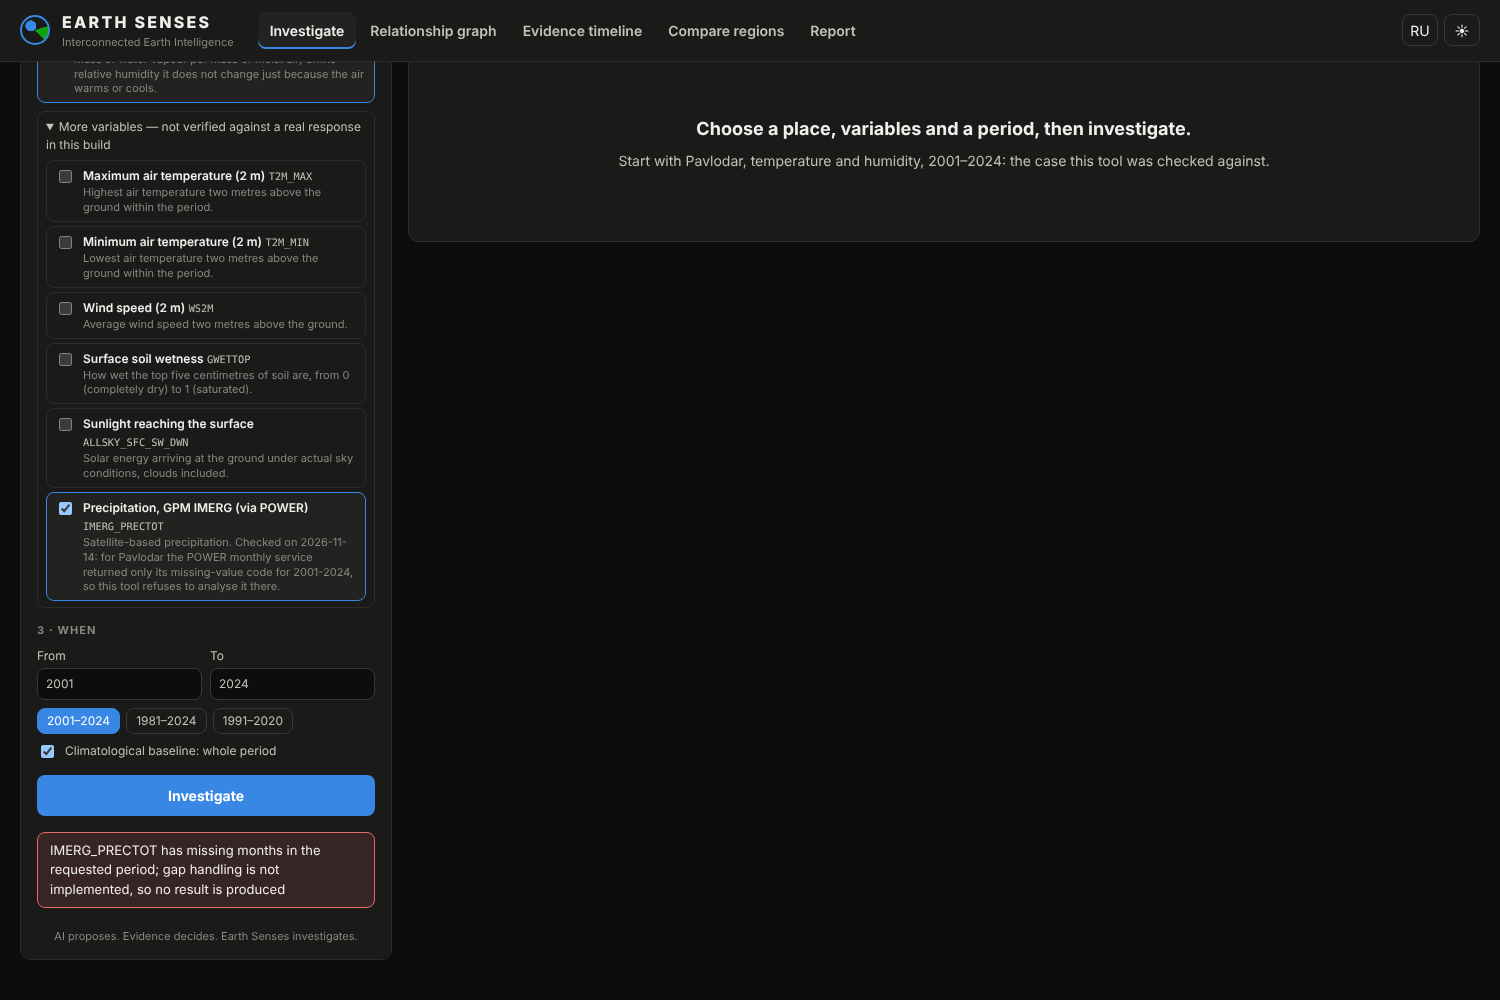 EARTH SENSES
Interconnected Earth Intelligence
Investigate
Relationship graph
Evidence timeline
Compare regions
Report
RU
relative humidity it does not change just because the air
warms or cools.
▼ More variables — not verified against a real response
in this build
Maximum air temperature (2 m) T2M_MAX
Highest air temperature two metres above the
ground within the period.
Minimum air temperature (2 m) T2M_MIN
Lowest air temperature two metres above the
ground within the period.
Wind speed (2 m) WS2M
Average wind speed two metres above the ground.
Surface soil wetness GWETTOP
How wet the top five centimetres of soil are, from 0
(completely dry) to 1 (saturated).
Sunlight reaching the surface
ALLSKY_SFC_SW_DWN
Solar energy arriving at the ground under actual sky
conditions, clouds included.
Precipitation, GPM IMERG (via POWER)
IMERG_PRECTOT
Satellite-based precipitation. Checked on 2026-11-
14: for Pavlodar the POWER monthly service
returned only its missing-value code for 2001-2024,
so this tool refuses to analyse it there.
3 · WHEN
From
To
2001
2024
2001–2024
1981–2024
1991–2020
Climatological baseline: whole period
Investigate
IMERG_PRECTOT has missing months in the
requested period; gap handling is not
implemented, so no result is produced
AI proposes. Evidence decides. Earth Senses investigates.
Choose a place, variables and a period, then investigate.
Start with Pavlodar, temperature and humidity, 2001–2024: the case this tool was checked against.